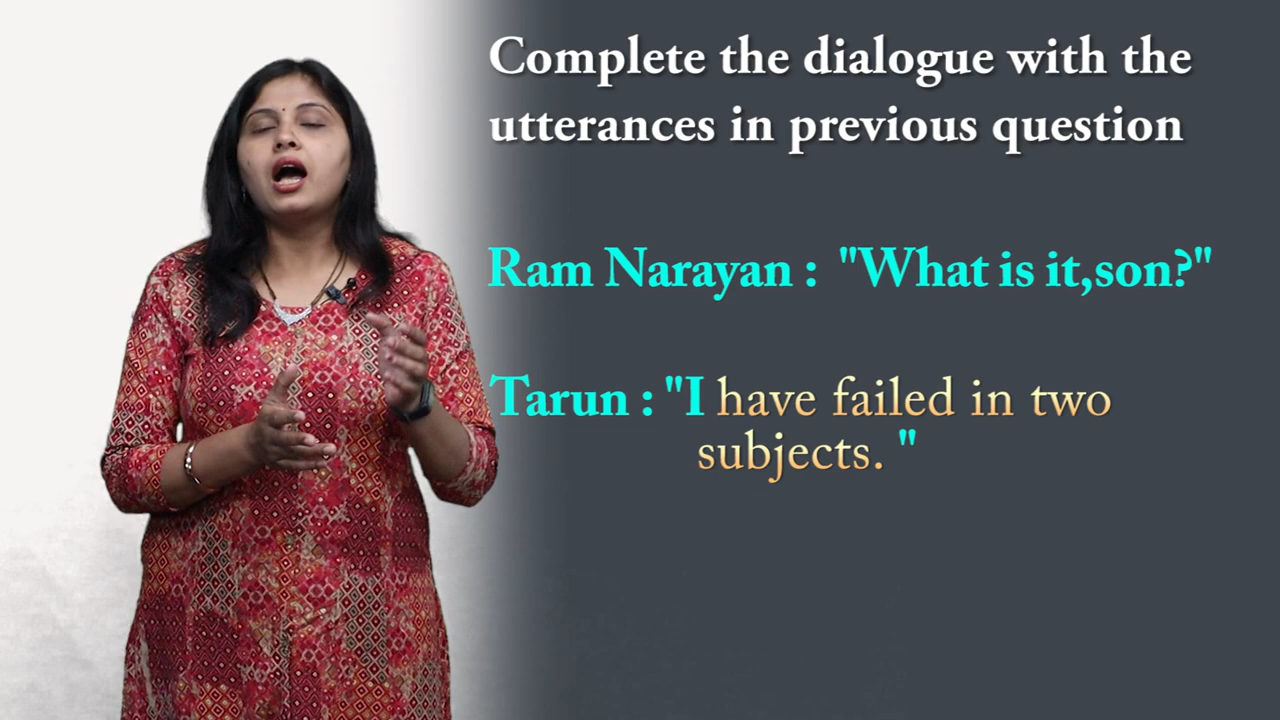 Complete the dialogue with the
utterances in previous question
Ram Narayan : "What is it,son?"
Tarun : "I have failed in two
subjects. "